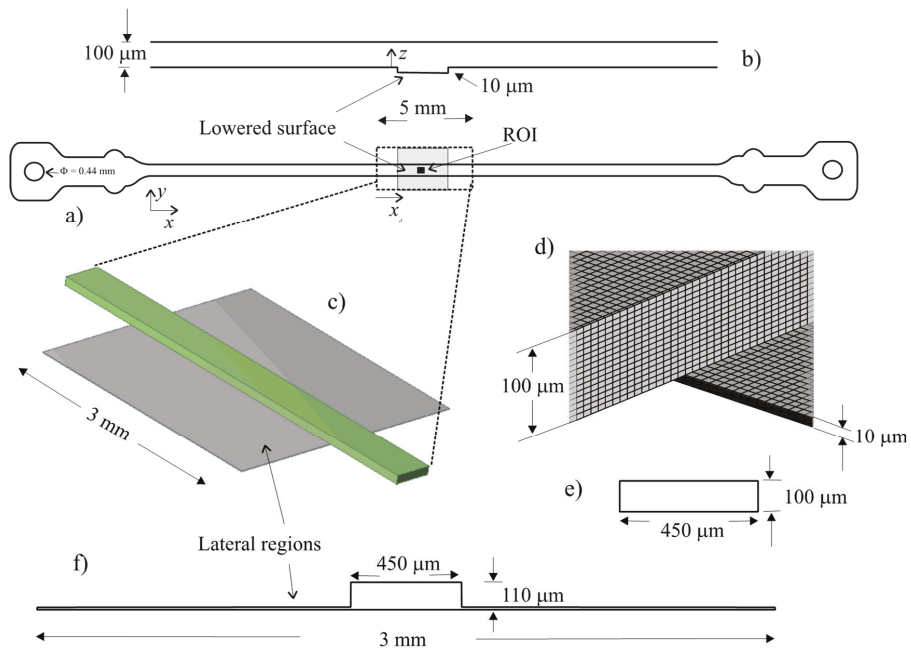 100 μm
z
b)
10 μm
5 mm
Lowered surface
ROI
Φ = 0.44 mm
a)
y
x
x
d)
c)
100 μm
3 mm
10 μm
e)
100 μm
450 μm
Lateral regions
f)
450 μm
110 μm
3 mm